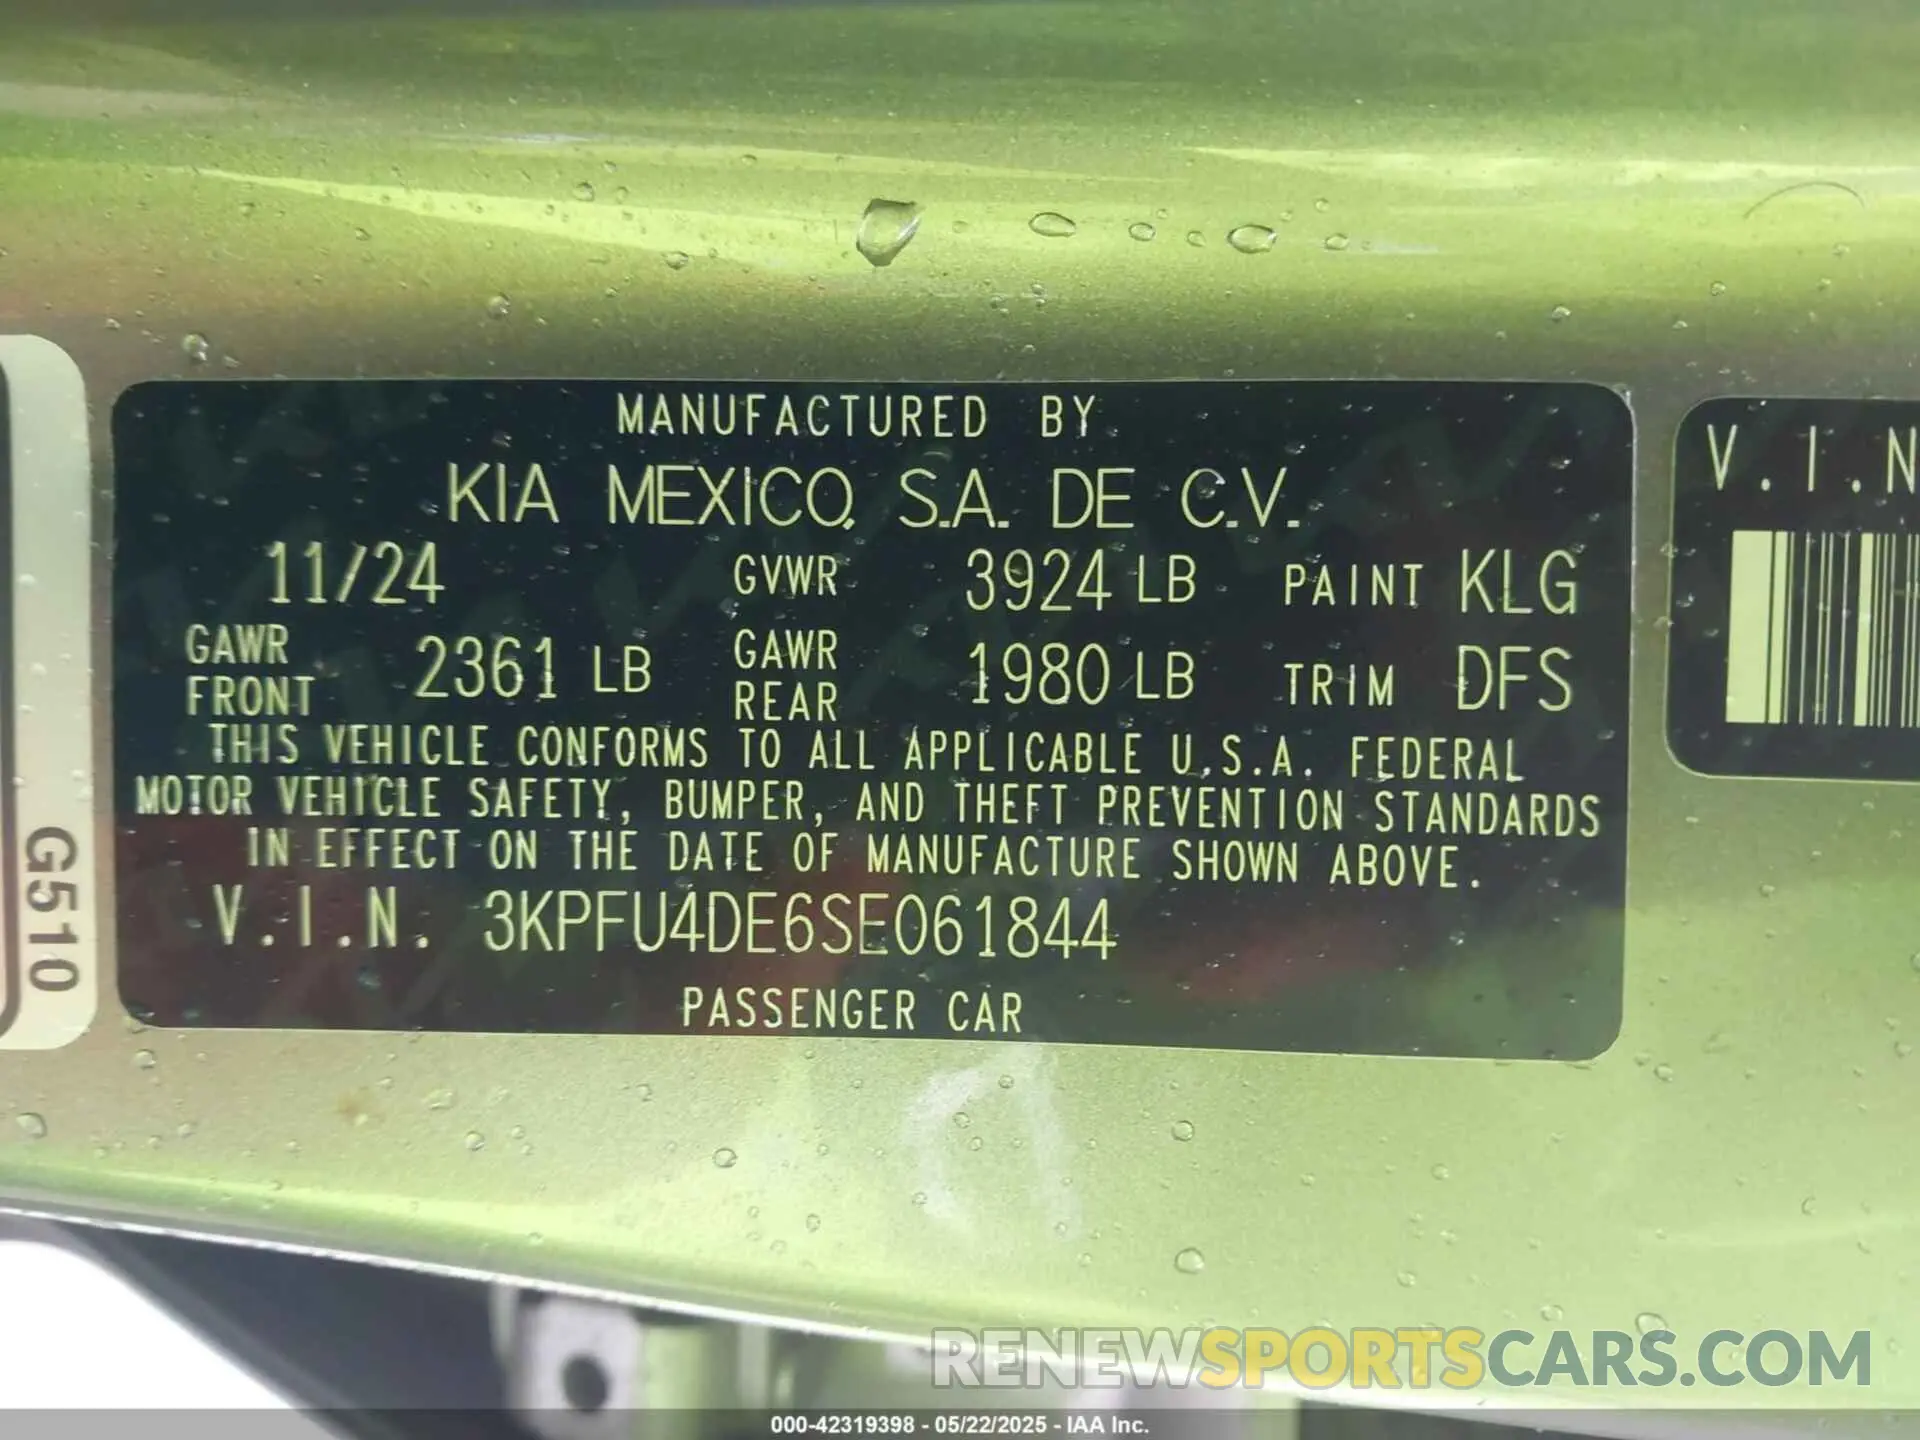 MANUFACTURED BY
KIA MEXICO, S.A. DE C.V.
11/24 GVWR 3924 LB PAINT KLG
GAWR FRONT 2361 LB GAWR REAR 1980 LB TRIM DFS
THIS VEHICLE CONFORMS TO ALL APPLICABLE U.S.A. FEDERAL
MOTOR VEHICLE SAFETY, BUMPER, AND THEFT PREVENTION STANDARDS
IN EFFECT ON THE DATE OF MANUFACTURE SHOWN ABOVE.
V.I.N. 3KPFU4DE6SE061844
PASSENGER CAR
G510
V.I.N
RENEWSPORTSCARS.COM
000-42319398 - 05/22/2025 - IAA Inc.